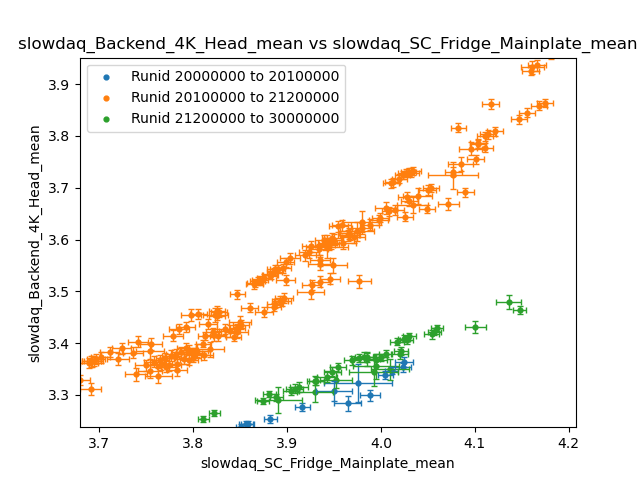 slowdaq_Backend_4K_Head_mean vs slowdaq_SC_Fridge_Mainplate_mean
Runid 20000000 to 20100000
Runid 20100000 to 21200000
Runid 21200000 to 30000000
slowdaq_Backend_4K_Head_mean
3.9
3.8
3.7
3.6
3.5
3.4
3.3
3.7
3.8
3.9
4.0
4.1
4.2
slowdaq_SC_Fridge_Mainplate_mean